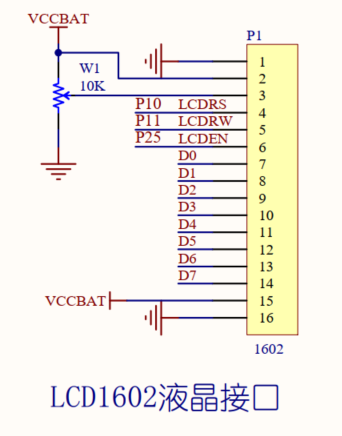 VCCBAT
P1
W1
10K
1
2
3
P10 LCDRS 4
P11 LCDRW 5
P25 LCDEN 6
D0 7
D1 8
D2 9
D3 10
D4 11
D5 12
D6 13
D7 14
VCCBAT 15
16
1602
LCD1602液晶接口